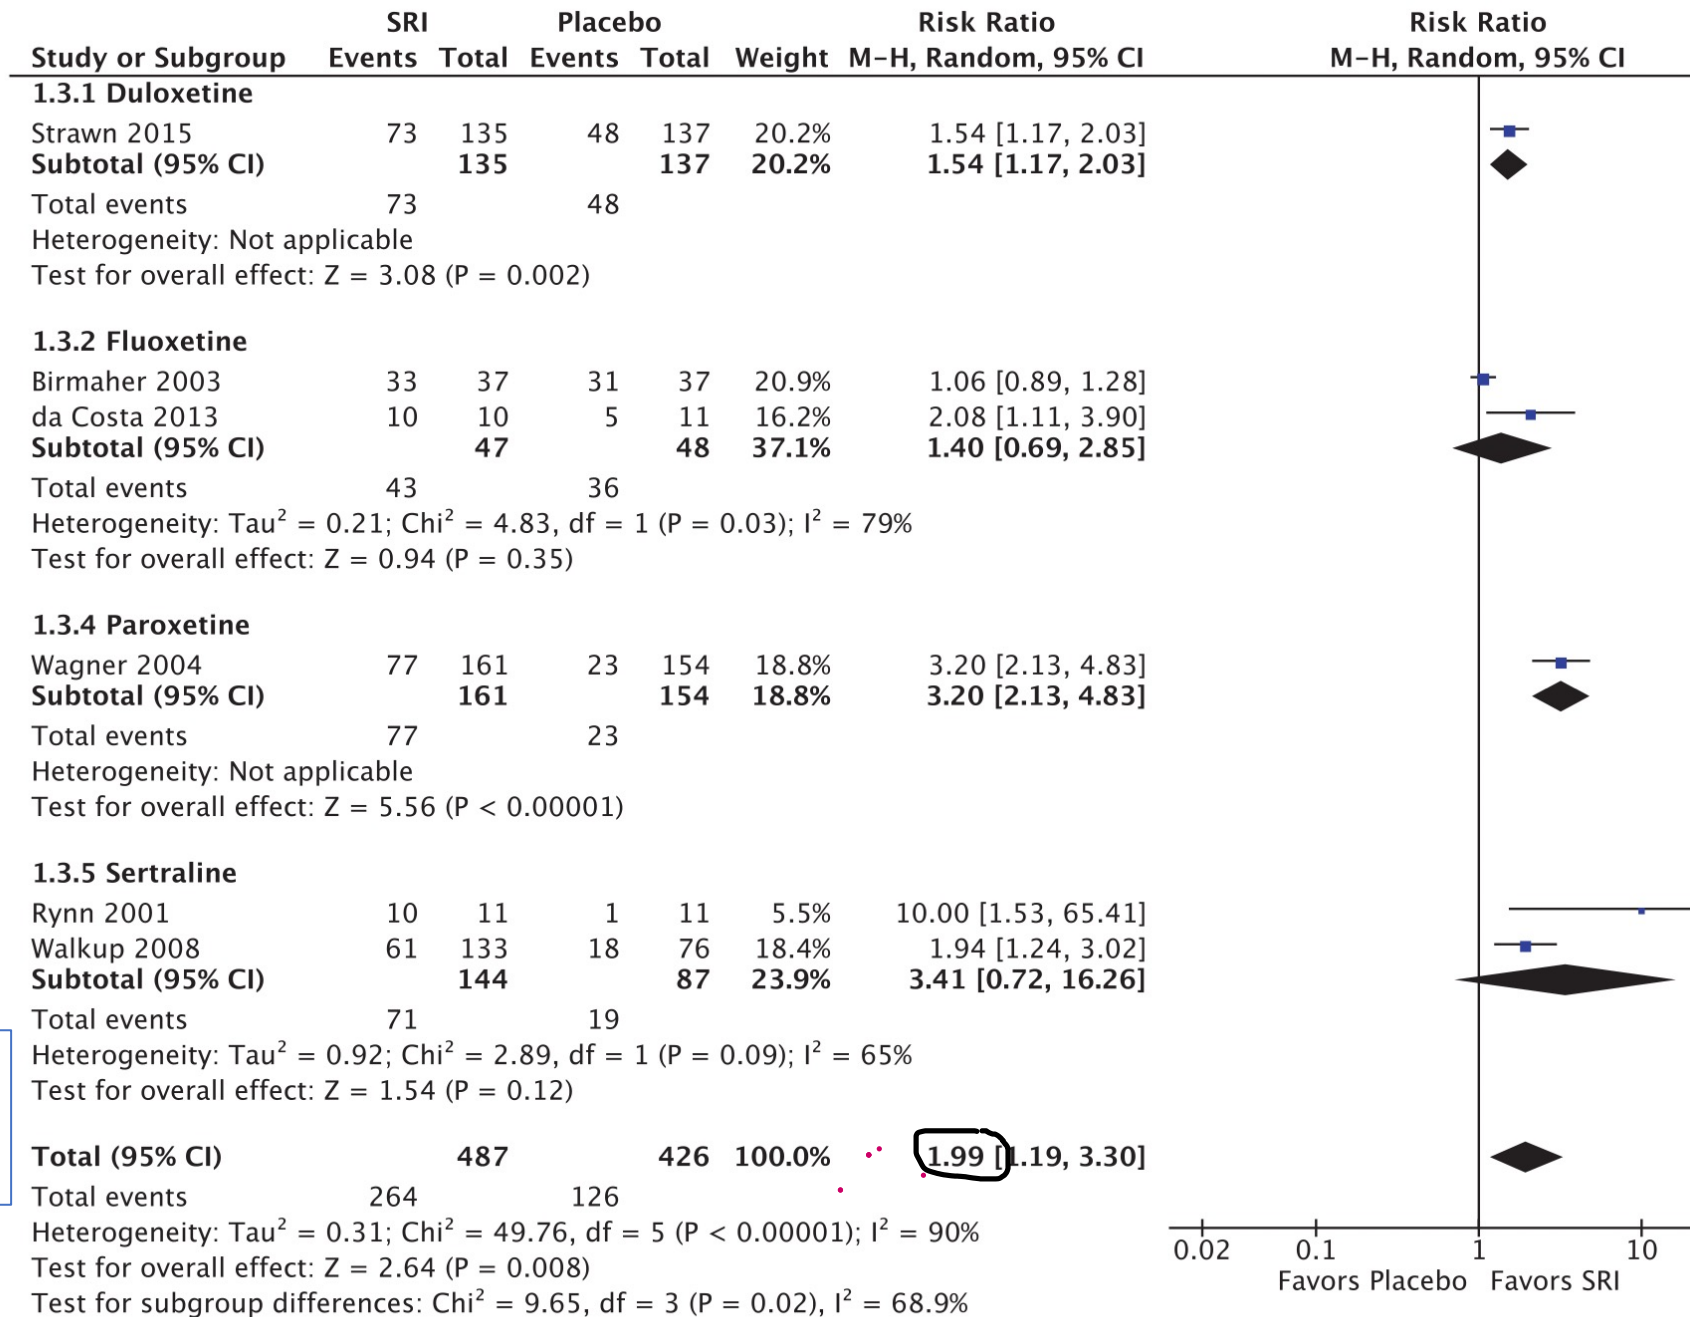 SRI Placebo Risk Ratio Risk Ratio
Study or Subgroup Events Total Events Total Weight M-H, Random, 95% CI M-H, Random, 95% CI
1.3.1 Duloxetine
Strawn 2015 73 135 48 137 20.2% 1.54 [1.17, 2.03]
Subtotal (95% CI) 135 137 20.2% 1.54 [1.17, 2.03]
Total events 73 48
Heterogeneity: Not applicable
Test for overall effect: Z = 3.08 (P = 0.002)
1.3.2 Fluoxetine
Birmaher 2003 33 37 31 37 20.9% 1.06 [0.89, 1.28]
da Costa 2013 10 10 5 11 16.2% 2.08 [1.11, 3.90]
Subtotal (95% CI) 47 48 37.1% 1.40 [0.69, 2.85]
Total events 43 36
Heterogeneity: Tau² = 0.21; Chi² = 4.83, df = 1 (P = 0.03); I² = 79%
Test for overall effect: Z = 0.94 (P = 0.35)
1.3.4 Paroxetine
Wagner 2004 77 161 23 154 18.8% 3.20 [2.13, 4.83]
Subtotal (95% CI) 161 154 18.8% 3.20 [2.13, 4.83]
Total events 77 23
Heterogeneity: Not applicable
Test for overall effect: Z = 5.56 (P < 0.00001)
1.3.5 Sertraline
Rynn 2001 10 11 1 11 5.5% 10.00 [1.53, 65.41]
Walkup 2008 61 133 18 76 18.4% 1.94 [1.24, 3.02]
Subtotal (95% CI) 144 87 23.9% 3.41 [0.72, 16.26]
Total events 71 19
Heterogeneity: Tau² = 0.92; Chi² = 2.89, df = 1 (P = 0.09); I² = 65%
Test for overall effect: Z = 1.54 (P = 0.12)
Total (95% CI) 487 426 100.0% 1.99 [1.19, 3.30]
Total events 264 126
Heterogeneity: Tau² = 0.31; Chi² = 49.76, df = 5 (P < 0.00001); I² = 90%
Test for overall effect: Z = 2.64 (P = 0.008)
Test for subgroup differences: Chi² = 9.65, df = 3 (P = 0.02), I² = 68.9%
0.02 0.1 1 10
Favors Placebo Favors SRI